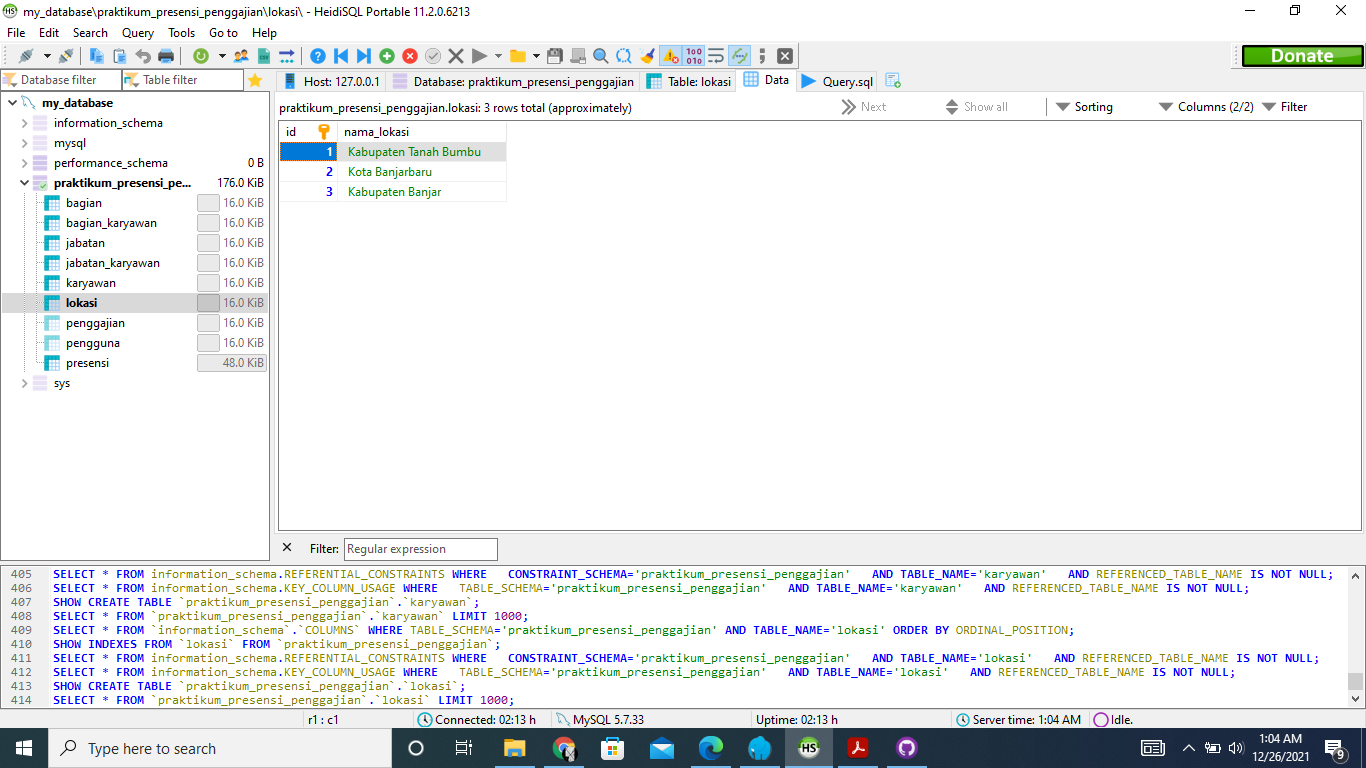 my_database\praktikum_presensi_penggajian\lokasi\ - HeidiSQL Portable 11.2.0.6213
File Edit Search Query Tools Go to Help
Donate
Database filter Table filter
Host: 127.0.0.1 Database: praktikum_presensi_penggajian Table: lokasi Data Query.sql
my_database
information_schema
mysql
performance_schema 0 B
praktikum_presensi_pe... 176.0 KiB
bagian 16.0 KiB
bagian_karyawan 16.0 KiB
jabatan 16.0 KiB
jabatan_karyawan 16.0 KiB
karyawan 16.0 KiB
lokasi 16.0 KiB
penggajian 16.0 KiB
pengguna 16.0 KiB
presensi 48.0 KiB
sys
praktikum_presensi_penggajian.lokasi: 3 rows total (approximately) Next Show all Sorting Columns (2/2) Filter
id nama_lokasi
1 Kabupaten Tanah Bumbu
2 Kota Banjarbaru
3 Kabupaten Banjar
Filter: Regular expression
405 SELECT * FROM information_schema.REFERENTIAL_CONSTRAINTS WHERE CONSTRAINT_SCHEMA='praktikum_presensi_penggajian' AND TABLE_NAME='karyawan' AND REFERENCED_TABLE_NAME IS NOT NULL;
406 SELECT * FROM information_schema.KEY_COLUMN_USAGE WHERE TABLE_SCHEMA='praktikum_presensi_penggajian' AND TABLE_NAME='karyawan' AND REFERENCED_TABLE_NAME IS NOT NULL;
407 SHOW CREATE TABLE `praktikum_presensi_penggajian`.`karyawan`;
408 SELECT * FROM `praktikum_presensi_penggajian`.`karyawan` LIMIT 1000;
409 SELECT * FROM `information_schema`.`COLUMNS` WHERE TABLE_SCHEMA='praktikum_presensi_penggajian' AND TABLE_NAME='lokasi' ORDER BY ORDINAL_POSITION;
410 SHOW INDEXES FROM `lokasi` FROM `praktikum_presensi_penggajian`;
411 SELECT * FROM information_schema.REFERENTIAL_CONSTRAINTS WHERE CONSTRAINT_SCHEMA='praktikum_presensi_penggajian' AND TABLE_NAME='lokasi' AND REFERENCED_TABLE_NAME IS NOT NULL;
412 SELECT * FROM information_schema.KEY_COLUMN_USAGE WHERE TABLE_SCHEMA='praktikum_presensi_penggajian' AND TABLE_NAME='lokasi' AND REFERENCED_TABLE_NAME IS NOT NULL;
413 SHOW CREATE TABLE `praktikum_presensi_penggajian`.`lokasi`;
414 SELECT * FROM `praktikum_presensi_penggajian`.`lokasi` LIMIT 1000;
r1 : c1 Connected: 02:13 h MySQL 5.7.33 Uptime: 02:13 h Server time: 1:04 AM Idle.
Type here to search
HS
1:04 AM
12/26/2021
9